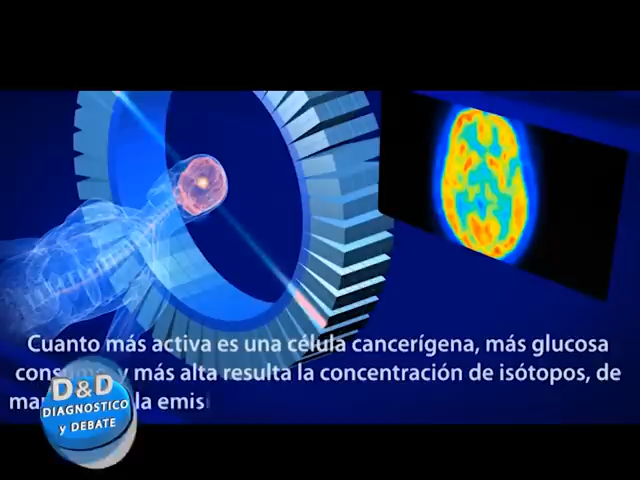 Cuanto más activa es una célula cancerígena, más glucosa
y más alta resulta la concentración de isótopos, de
la emis
D&D
DIAGNOSTICO
y DEBATE